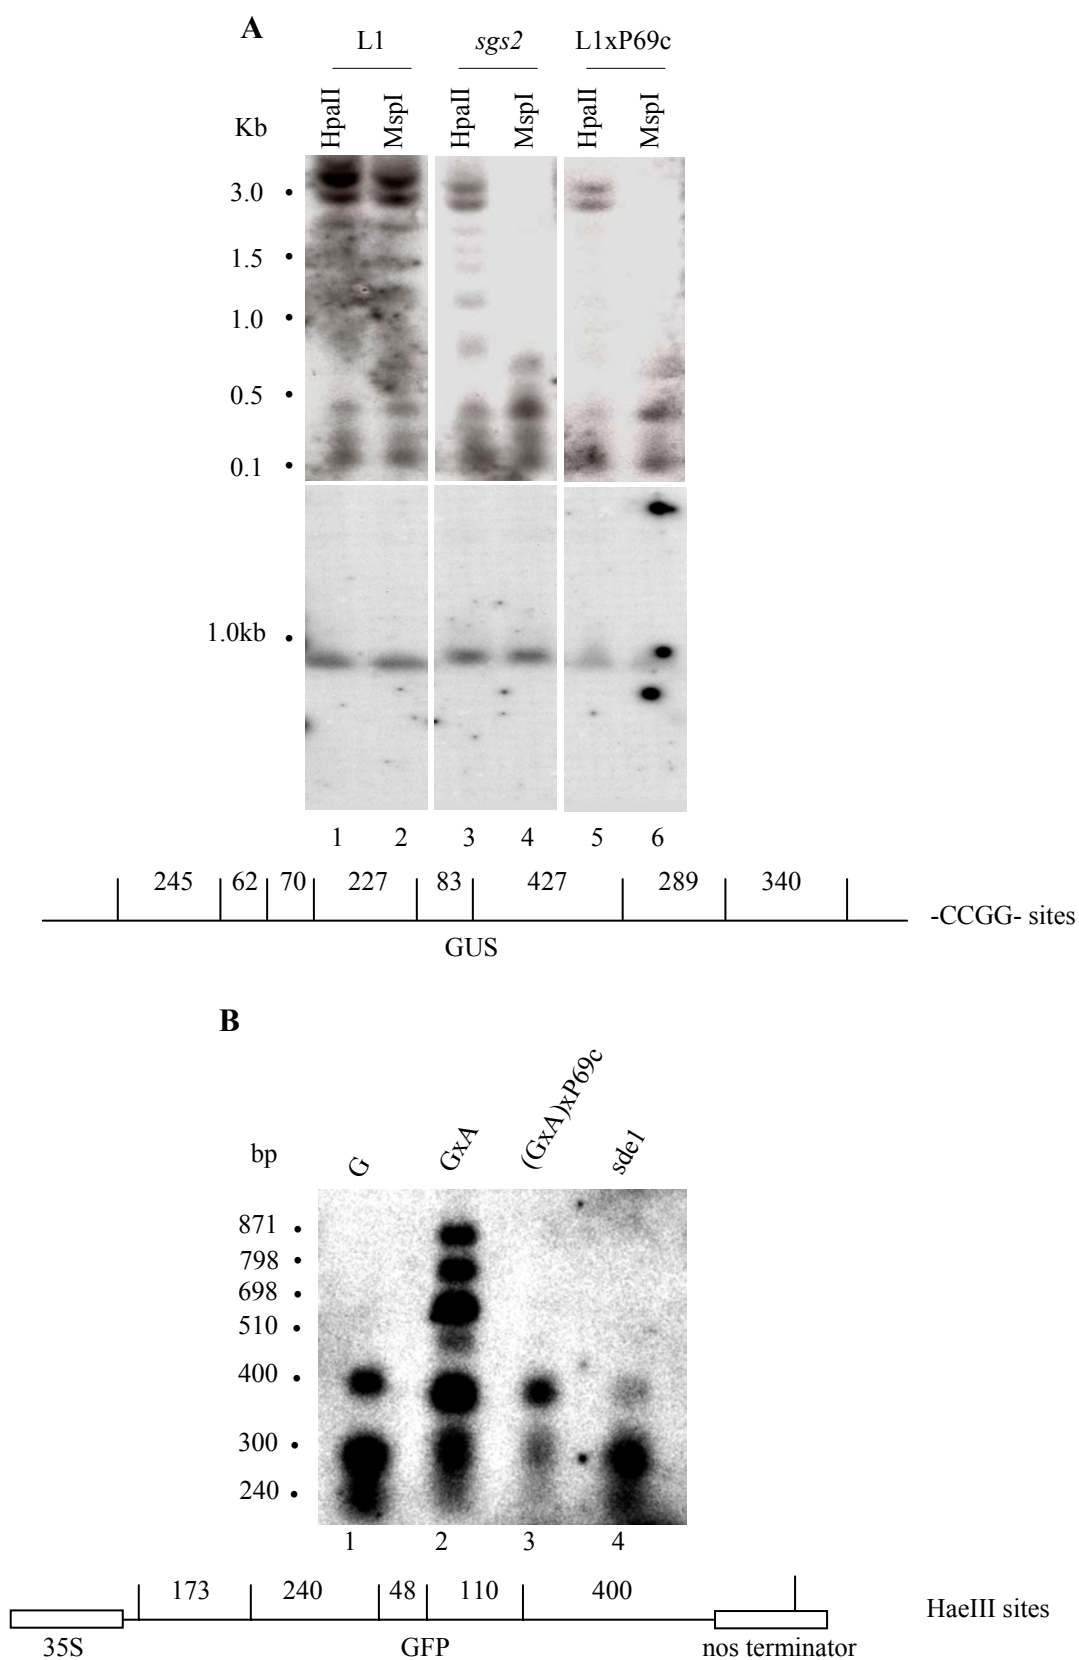 A
L1 sgs2 L1xP69c
Kb HpaII MspI HpaII MspI HpaII MspI
3.0
1.5
1.0
0.5
0.1
1.0kb
1 2 3 4 5 6
245 62 70 227 83 427 289 340
-CCGG- sites
GUS
B
bp G GxA (GxA)xP69c sde1
871
798
698
510
400
300
240
1 2 3 4
173 240 48 110 400
HaeIII sites
35S GFP nos terminator